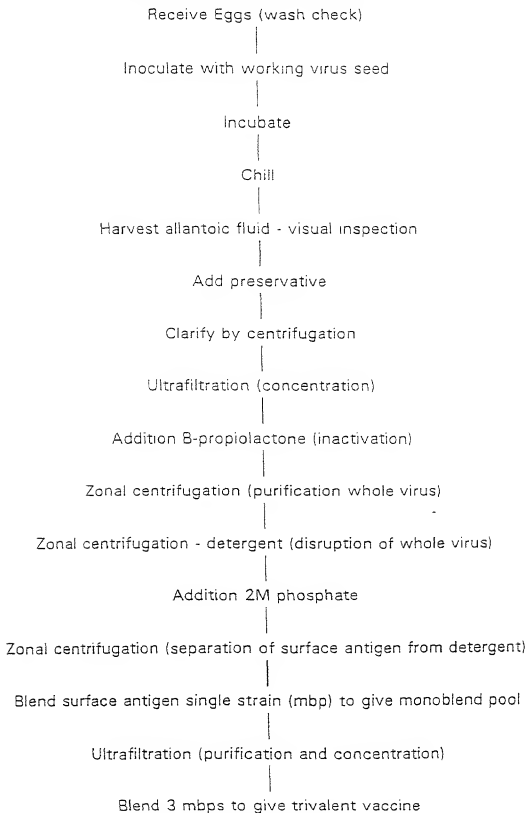 Receive Eggs (wash check)
Inoculate with working virus seed
Incubate
Chill
Harvest allantoic fluid - visual inspection
Add preservative
Clarify by centrifugation
Ultrafiltration (concentration)
Addition B-propiolactone (inactivation)
Zonal centrifugation (purification whole virus)
Zonal centrifugation - detergent (disruption of whole virus)
Addition 2M phosphate
Zonal centrifugation (separation of surface antigen from detergent)
Blend surface antigen single strain (mbp) to give monoblend pool
Ultrafiltration (purification and concentration)
Blend 3 mbps to give trivalent vaccine